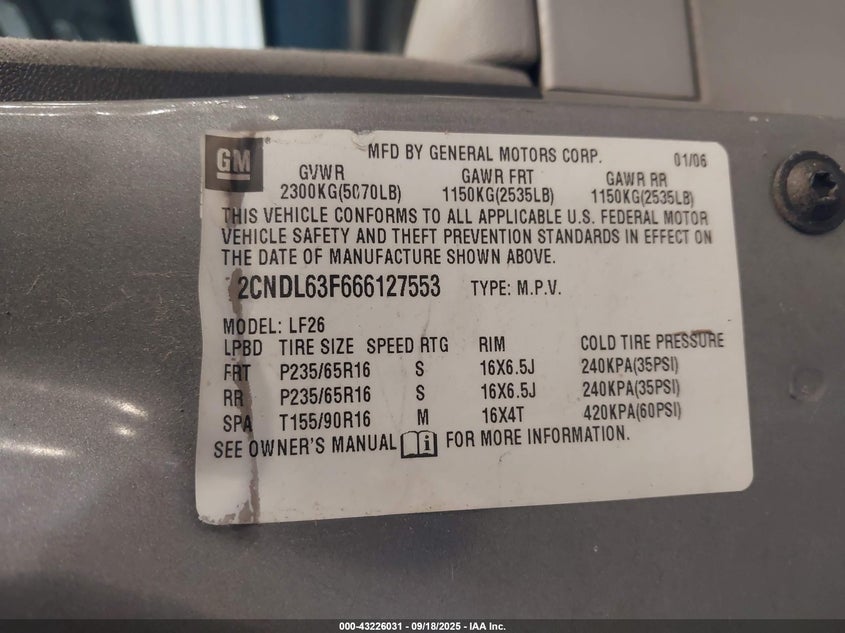 GM
MFD BY GENERAL MOTORS CORP. 01/06
GVWR GAWR FRT GAWR RR
2300KG(5070LB) 1150KG(2535LB) 1150KG(2535LB)
THIS VEHICLE CONFORMS TO ALL APPLICABLE U.S. FEDERAL MOTOR
VEHICLE SAFETY AND THEFT PREVENTION STANDARDS IN EFFECT ON
THE DATE OF MANUFACTURE SHOWN ABOVE.
2CNDL63F666127553 TYPE: M.P.V.
MODEL: LF26
LPBD TIRE SIZE SPEED RTG RIM COLD TIRE PRESSURE
FRT P235/65R16 S 16X6.5J 240KPA(35PSI)
RR P235/65R16 S 16X6.5J 240KPA(35PSI)
SPA T155/90R16 M 16X4T 420KPA(60PSI)
SEE OWNER'S MANUAL i FOR MORE INFORMATION.
000-43226031 - 09/18/2025 - IAA Inc.